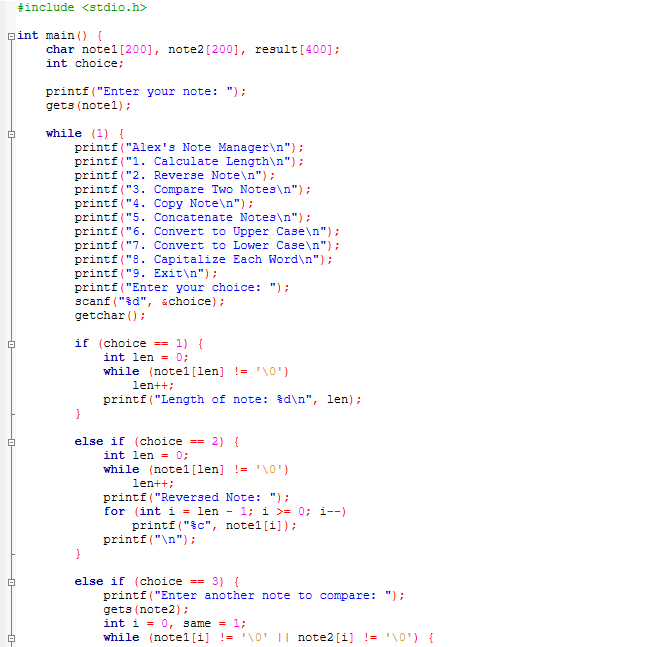 #include <stdio.h>
int main() {
char note1[200], note2[200], result[400];
int choice;
printf("Enter your note: ");
gets(note1);
while (1) {
printf("Alex's Note Manager\n");
printf("1. Calculate Length\n");
printf("2. Reverse Note\n");
printf("3. Compare Two Notes\n");
printf("4. Copy Note\n");
printf("5. Concatenate Notes\n");
printf("6. Convert to Upper Case\n");
printf("7. Convert to Lower Case\n");
printf("8. Capitalize Each Word\n");
printf("9. Exit\n");
printf("Enter your choice: ");
scanf("%d", &choice);
getchar();
if (choice == 1) {
int len = 0;
while (note1[len] != '\0')
len++;
printf("Length of note: %d\n", len);
}
else if (choice == 2) {
int len = 0;
while (note1[len] != '\0')
len++;
printf("Reversed Note: ");
for (int i = len - 1; i >= 0; i--)
printf("%c", note1[i]);
printf("\n");
}
else if (choice == 3) {
printf("Enter another note to compare: ");
gets(note2);
int i = 0, same = 1;
while (note1[i] != '\0' || note2[i] != '\0') {